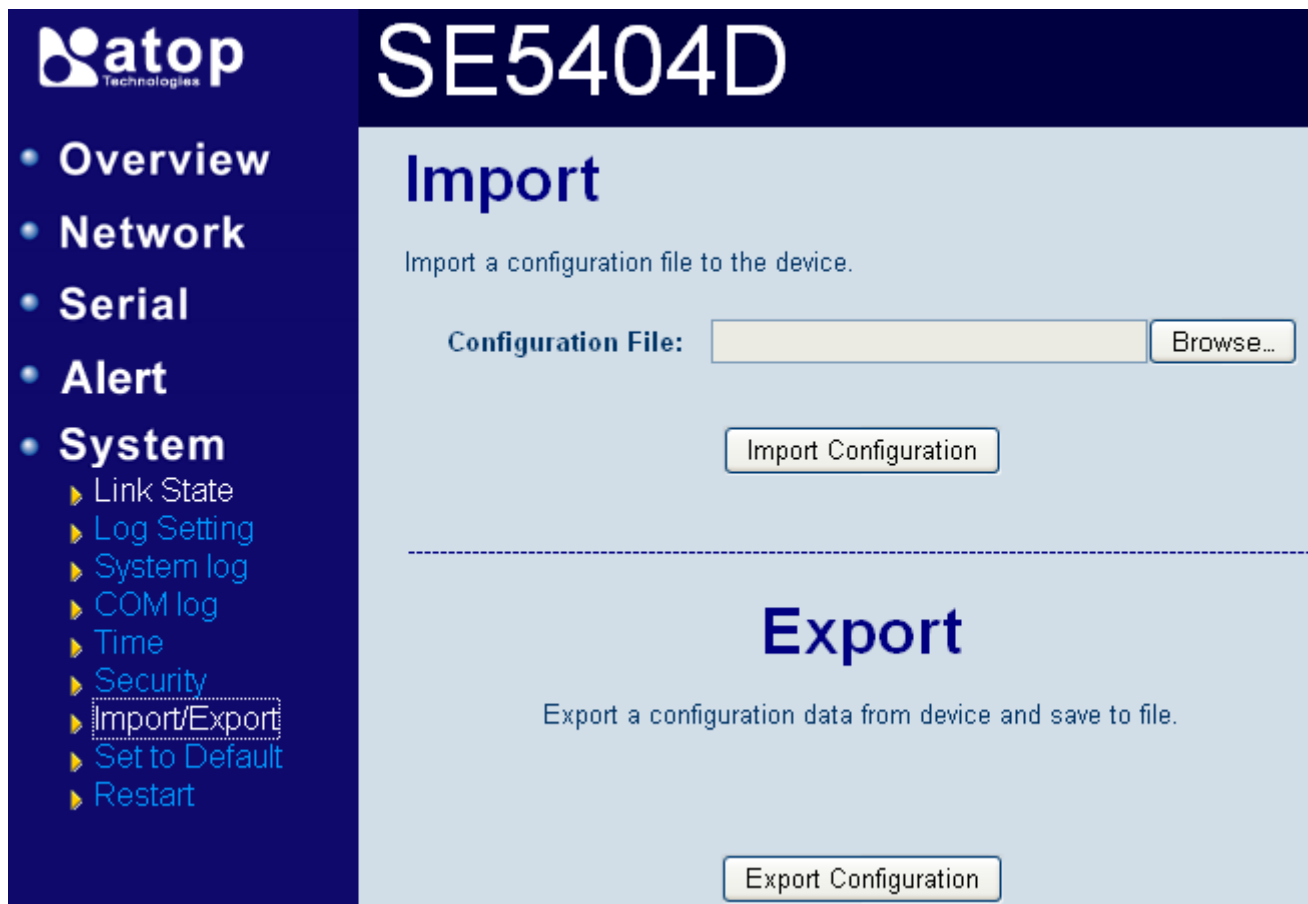 atop
Technologies
SE5404D
Overview
Network
Serial
Alert
System
Link State
Log Setting
System log
COM log
Time
Security
Import/Export
Set to Default
Restart
Import
Import a configuration file to the device.
Configuration File: Browse...
Import Configuration
Export
Export a configuration data from device and save to file.
Export Configuration